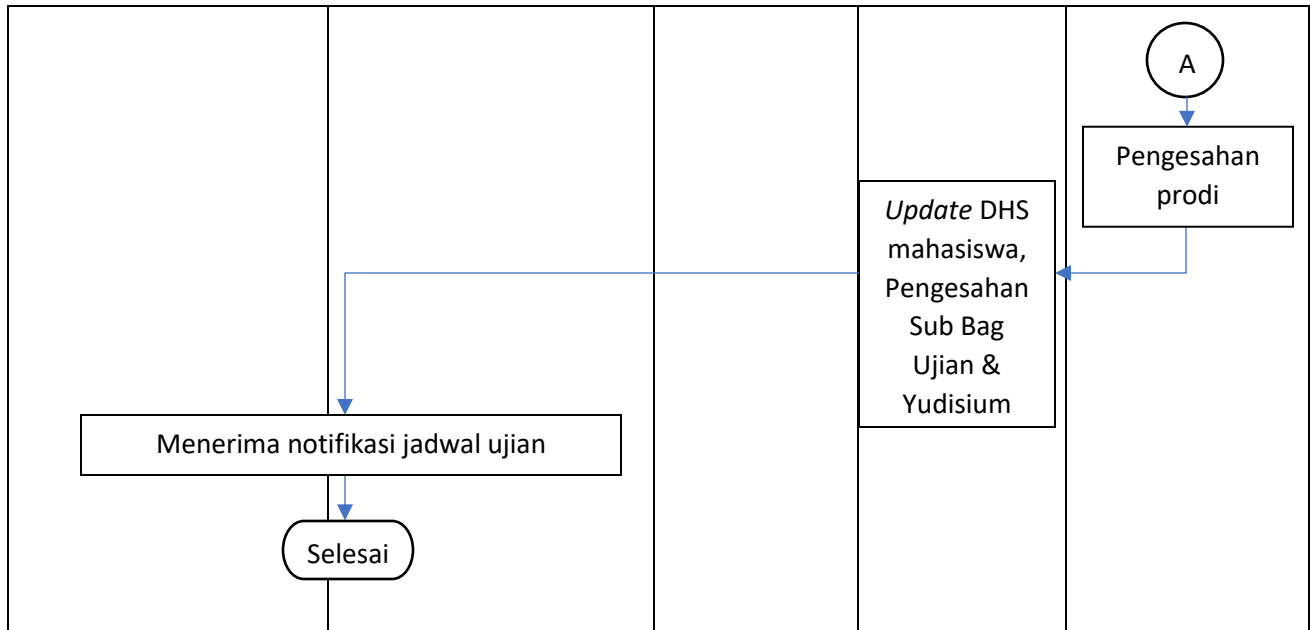 A
Pengesahan
prodi
Update DHS
mahasiswa,
Pengesahan
Sub Bag
Ujian &
Yudisium
Menerima notifikasi jadwal ujian
Selesai